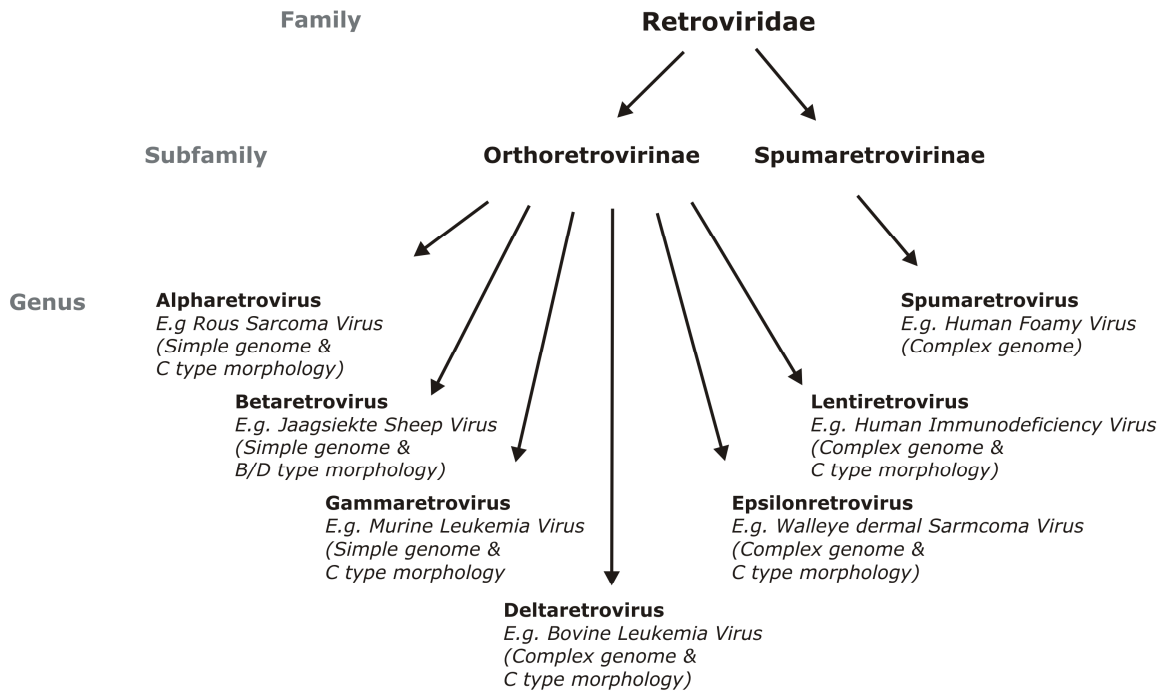 Family
Retroviridae
Subfamily
Orthoretrovirinae
Spumaretrovirinae
Genus
Alpharetrovirus
E.g Rous Sarcoma Virus
(Simple genome &
C type morphology)
Betaretrovirus
E.g. Jaagsiekte Sheep Virus
(Simple genome &
B/D type morphology)
Gammaretrovirus
E.g. Murine Leukemia Virus
(Simple genome &
C type morphology
Deltaretrovirus
E.g. Bovine Leukemia Virus
(Complex genome &
C type morphology)
Epsilonretrovirus
E.g. Walleye dermal Sarmcoma Virus
(Complex genome &
C type morphology)
Lentiretrovirus
E.g. Human Immunodeficiency Virus
(Complex genome &
C type morphology)
Spumaretrovirus
E.g. Human Foamy Virus
(Complex genome)